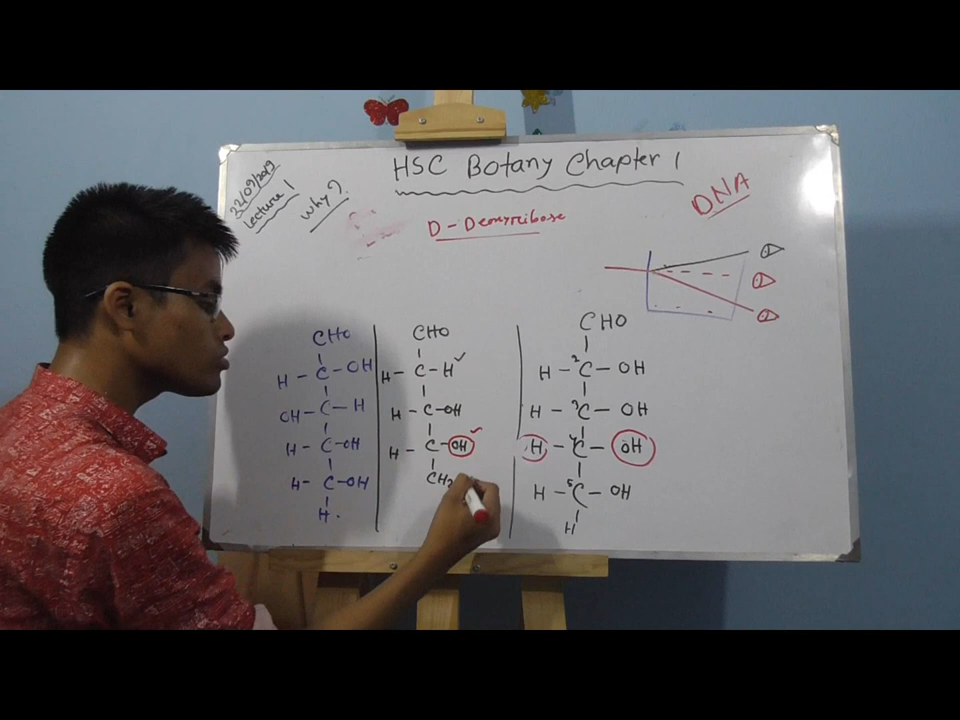 HSC Botany Chapter 1
22/09/2019
Lecture 1
Why?
D - Deoxyribose
DNA
CHO
H - C - OH
OH - C - H
H - C - OH
H - C - OH
H
CHO
H - C - H ✓
H - C - OH
H - C - OH ✓
CH2
CHO
H - 2C - OH
H - 3C - OH
H - 4C - OH
H - 5C - OH
H